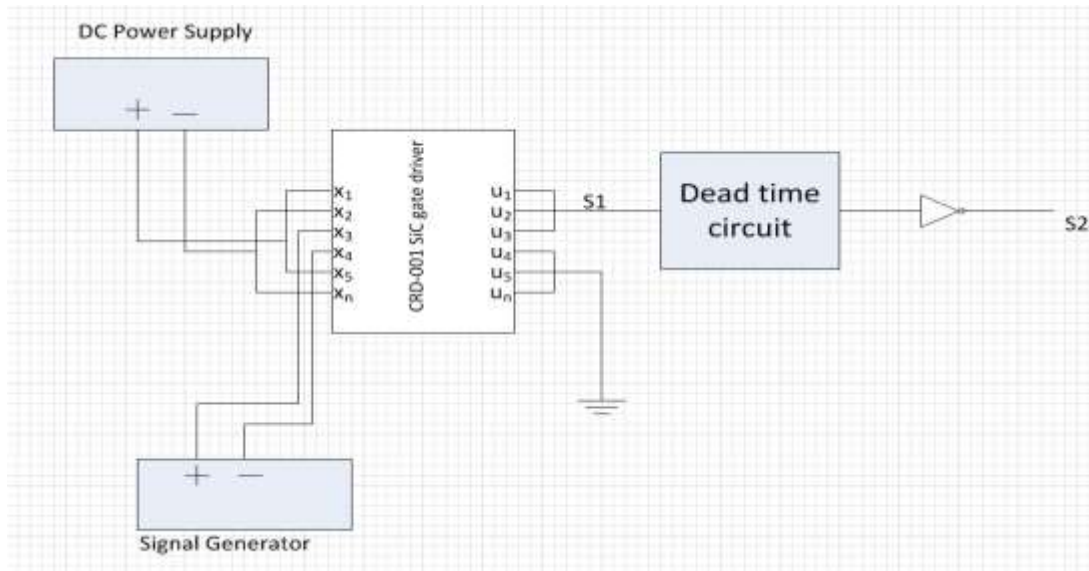 DC Power Supply
+ −
x1
x2
x3
x4
x5
xn
CRD-001 SiC gate driver
u1
u2
u3
u4
u5
un
S1
Dead time
circuit
S2
+ −
Signal Generator